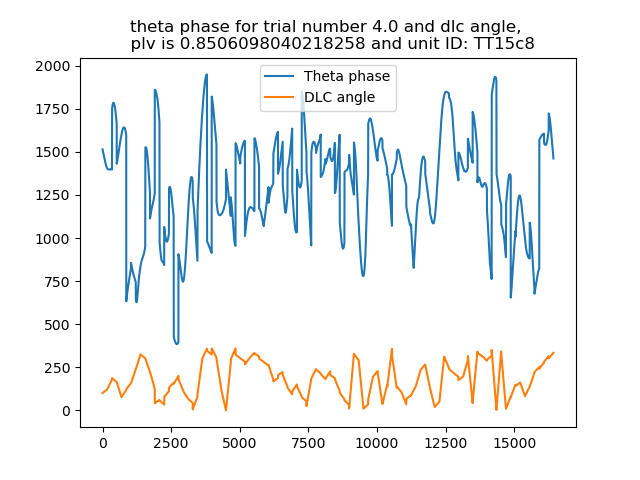 theta phase for trial number 4.0 and dlc angle,
plv is 0.8506098040218258 and unit ID: TT15c8
Theta phase
DLC angle
2000
1750
1500
1250
1000
750
500
250
0
0 2500 5000 7500 10000 12500 15000